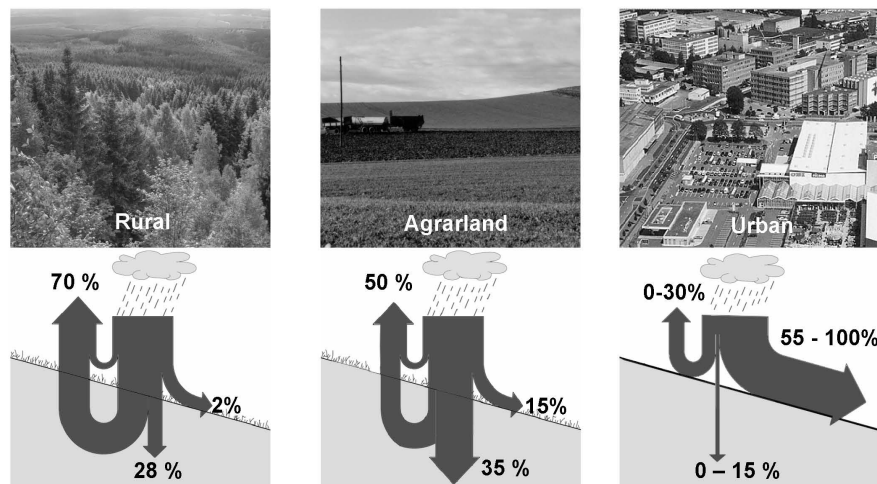 Rural
Agrarland
Urban
70 %
2%
28 %
50 %
15%
35 %
0-30%
55 - 100%
0 – 15 %